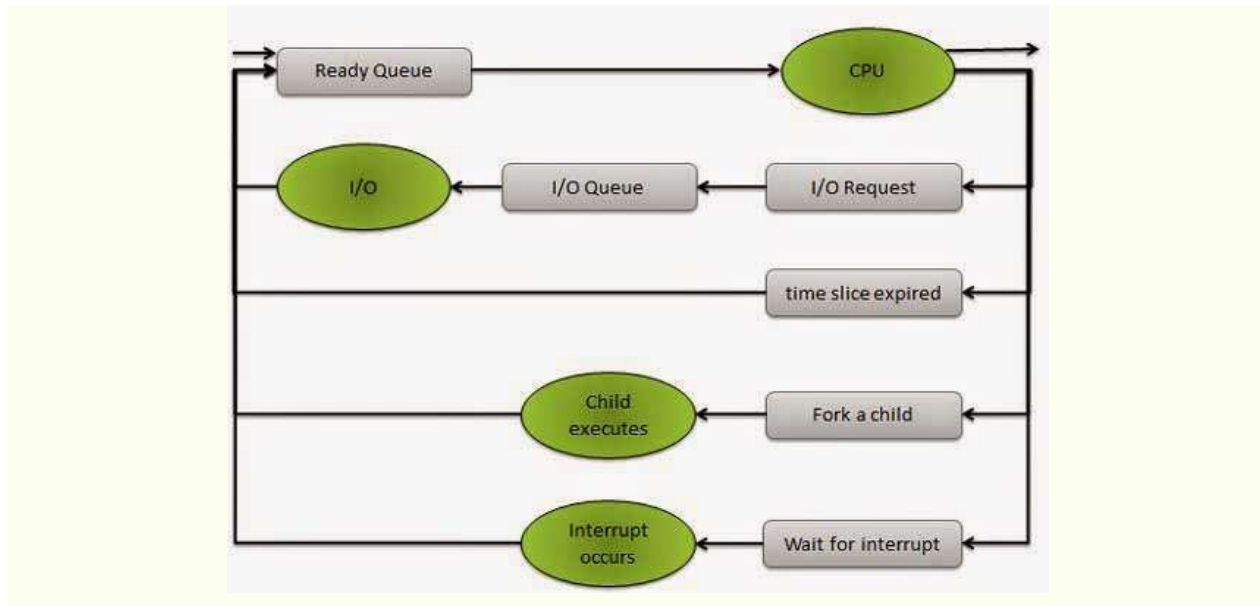 Ready Queue
CPU
I/O
I/O Queue
I/O Request
time slice expired
Child
executes
Fork a child
Interrupt
occurs
Wait for interrupt